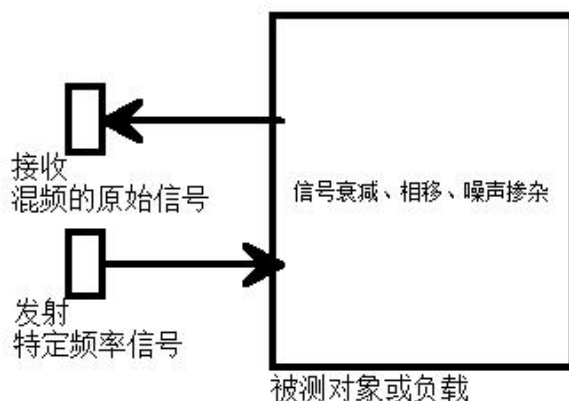 接收
混频的原始信号
信号衰减、相移、噪声掺杂
发射
特定频率信号
被测对象或负载